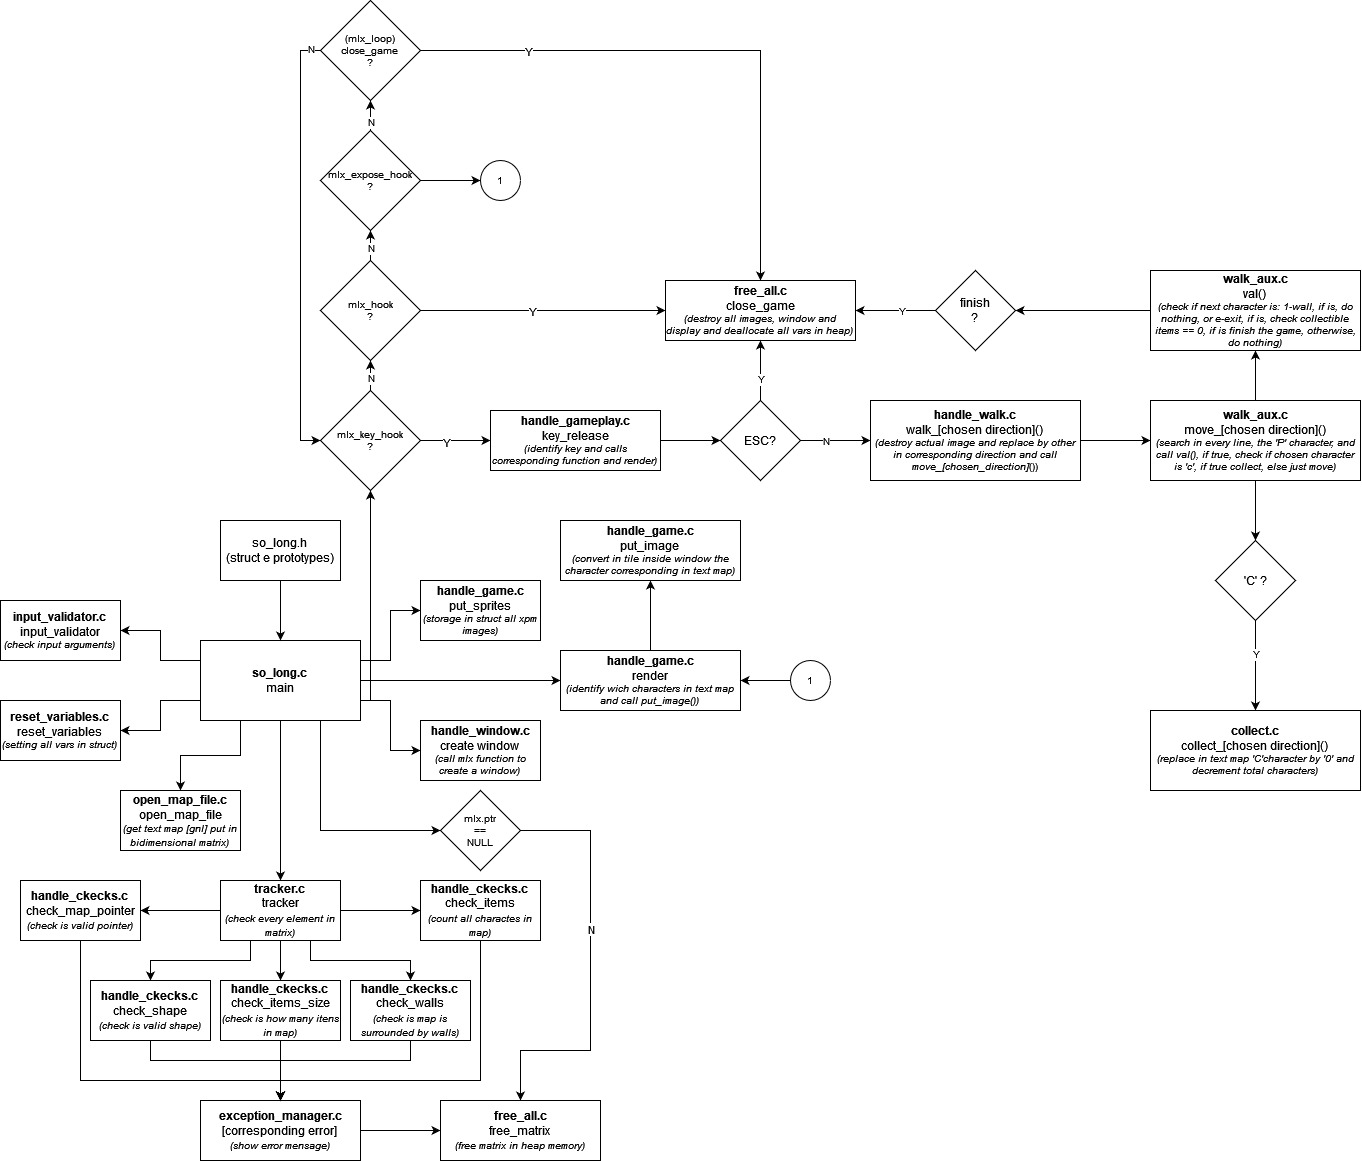 (mlx_loop)
close_game
?
N
Y
N
mlx_expose_hook
?
1
N
mlx_hook
?
Y
N
mlx_key_hook
?
Y
handle_gameplay.c
key_release
(identify key and calls
corresponding function and render)
free_all.c
close_game
(destroy all images, window and
display and deallocate all vars in heap)
Y
ESC?
N
finish
?
Y
walk_aux.c
val()
(check if next character is: 1-wall, if is, do
nothing, or e-exit, if is, check collectible
items == 0, if is finish the game, otherwise,
do nothing)
handle_walk.c
walk_[chosen direction]()
(destroy actual image and replace by other
in corresponding direction and call
move_[chosen_direction]())
walk_aux.c
move_[chosen direction]()
(search in every line, the 'P' character, and
call val(), if true, check if chosen character
is 'c', if true collect, else just move)
'C' ?
Y
collect.c
collect_[chosen direction]()
(replace in text map 'C'character by '0' and
decrement total characters)
so_long.h
(struct e prototypes)
handle_game.c
put_image
(convert in tile inside window the
character corresponding in text map)
handle_game.c
put_sprites
(storage in struct all xpm
images)
input_validator.c
input_validator
(check input arguments)
so_long.c
main
handle_game.c
render
(identify wich characters in text map
and call put_image())
1
reset_variables.c
reset_variables
(setting all vars in struct)
handle_window.c
create window
(call mlx function to
create a window)
open_map_file.c
open_map_file
(get text map [gnl] put in
bidimensional matrix)
mlx.ptr
==
NULL
N
handle_ckecks.c
check_map_pointer
(check is valid pointer)
tracker.c
tracker
(check every element in
matrix)
handle_ckecks.c
check_items
(count all charactes in
map)
handle_ckecks.c
check_shape
(check is valid shape)
handle_ckecks.c
check_items_size
(check is how many itens
in map)
handle_ckecks.c
check_walls
(check is map is
surrounded by walls)
exception_manager.c
[corresponding error]
(show error mensage)
free_all.c
free_matrix
(free matrix in heap memory)